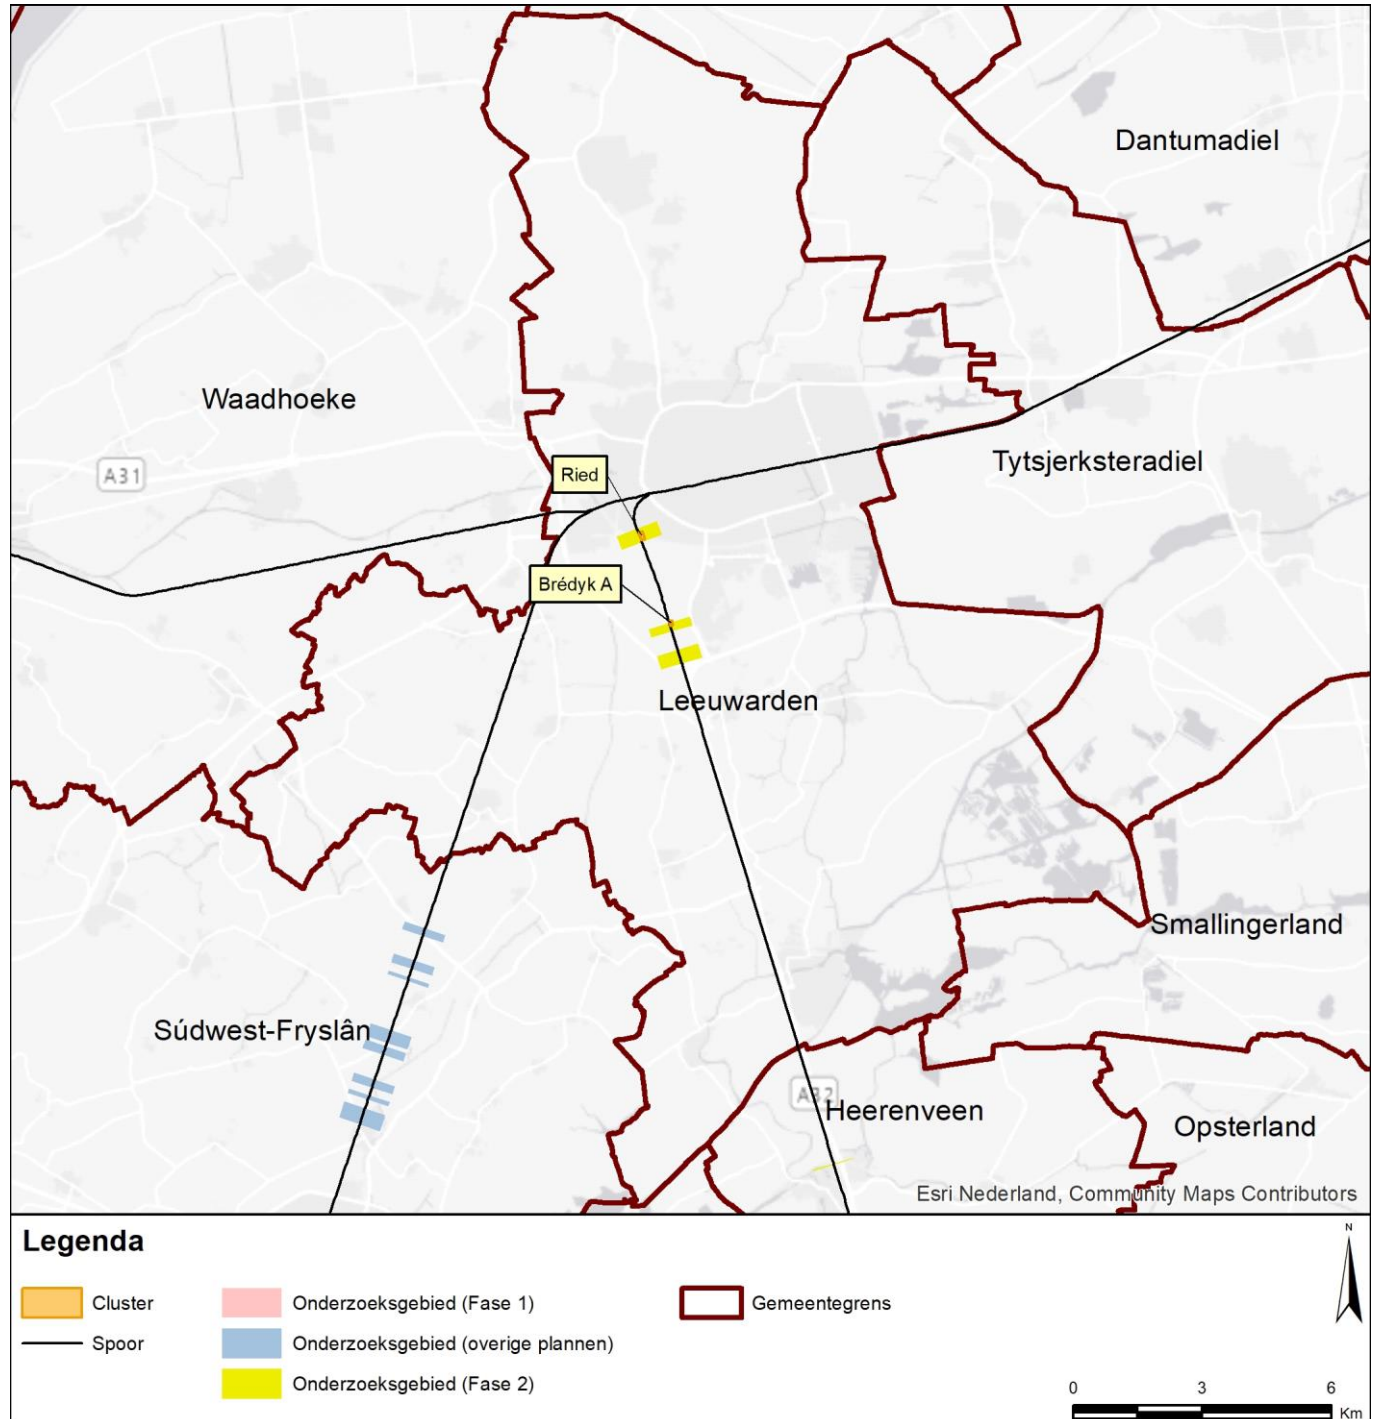 Dantumadiel
Waadhoeke
A31
Tytsjerksteradiel
Ried
Brédyk A
Leeuwarden
Smallingerland
Súdwest-Fryslân
A32
Heerenveen
Opsterland
Esri Nederland, Community Maps Contributors
Legenda
N
Cluster
Onderzoeksgebied (Fase 1)
Gemeentegrens
Spoor
Onderzoeksgebied (overige plannen)
Onderzoeksgebied (Fase 2)
0 3 6
Km